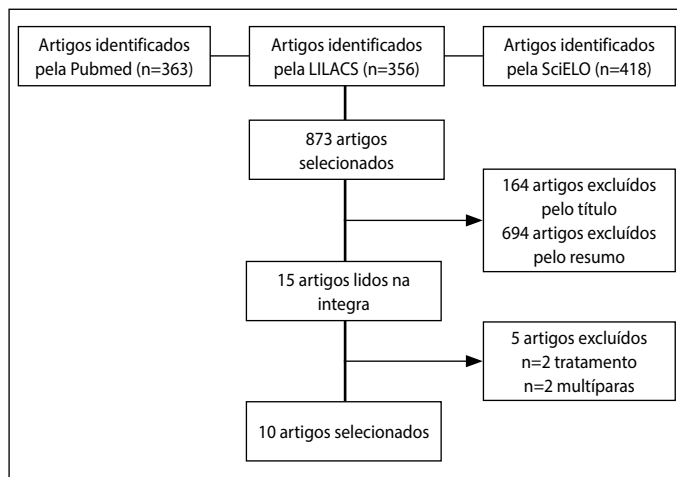 Artigos identificados
pela Pubmed (n=363)
Artigos identificados
pela LILACS (n=356)
Artigos identificados
pela SciELO (n=418)
873 artigos
selecionados
164 artigos excluídos
pelo título
694 artigos excluídos
pelo resumo
15 artigos lidos na
integra
5 artigos excluídos
n=2 tratamento
n=2 multíparas
10 artigos selecionados